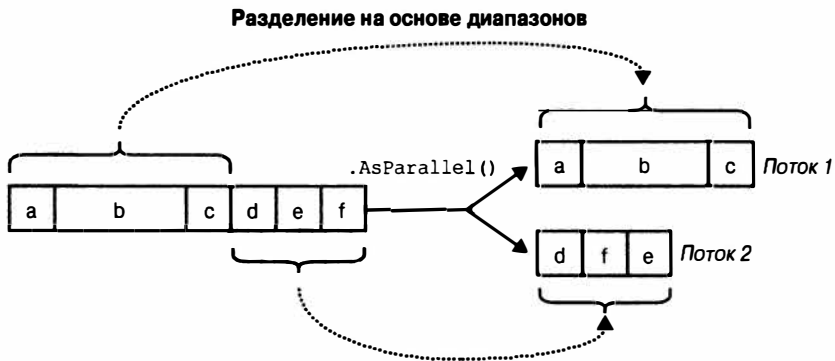 Разделение на основе диапазонов
.AsParallel()
a b c Поток 1
a b c d e f
d f e Поток 2